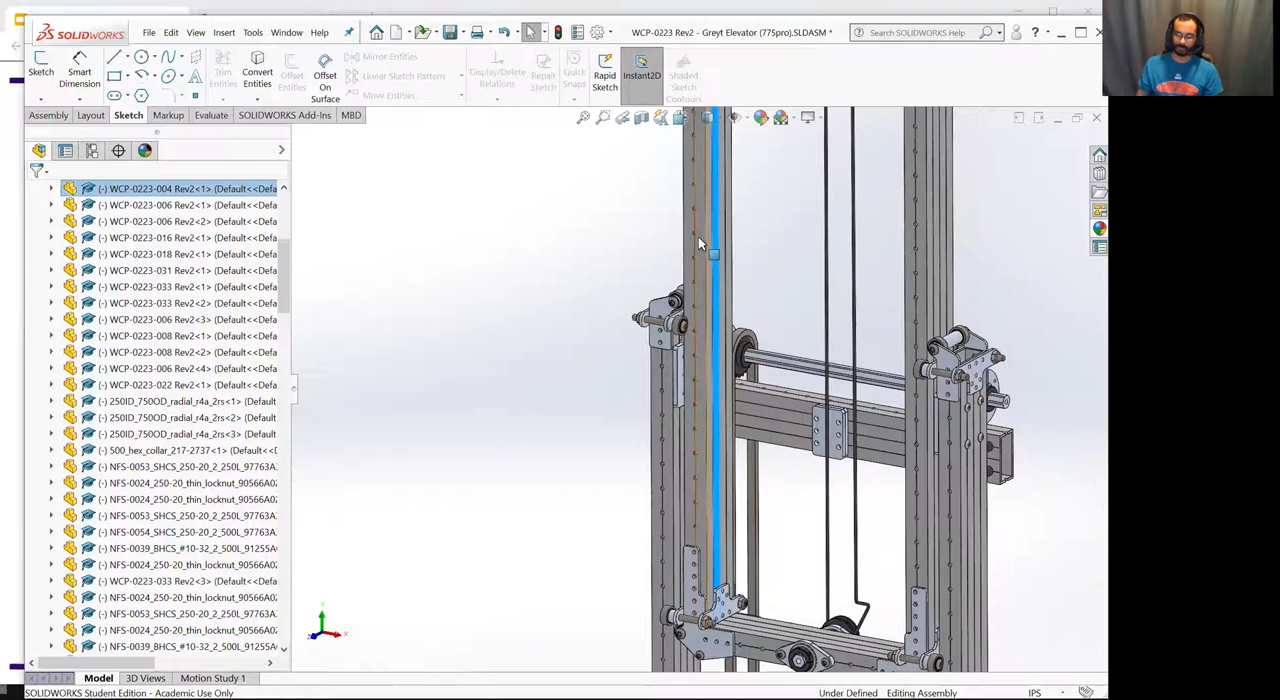 SOLIDWORKS File Edit View Insert Tools Window Help WCP-0223 Rev2 - Greyt Elevator (775pro).SLDASM * Search SOLIDWORKS Help ?
Sketch Smart Dimension Trim Entities Convert Entities Offset Entities Offset On Surface Mirror Entities Linear Sketch Pattern Move Entities Display/Delete Relations Repair Sketch Quick Snaps Rapid Sketch Instant2D Shaded Sketch Contours
Assembly Layout Sketch Markup Evaluate SOLIDWORKS Add-Ins MBD
(-) WCP-0223-004 Rev2<1> (Default<<Defa
(-) WCP-0223-006 Rev2<1> (Default<<Defa
(-) WCP-0223-006 Rev2<2> (Default<<Defa
(-) WCP-0223-016 Rev2<1> (Default<<Defa
(-) WCP-0223-018 Rev2<1> (Default<<Defa
(-) WCP-0223-031 Rev2<1> (Default<<Defa
(-) WCP-0223-033 Rev2<1> (Default<<Defa
(-) WCP-0223-033 Rev2<2> (Default<<Defa
(-) WCP-0223-006 Rev2<3> (Default<<Defa
(-) WCP-0223-008 Rev2<1> (Default<<Defa
(-) WCP-0223-008 Rev2<2> (Default<<Defa
(-) WCP-0223-006 Rev2<4> (Default<<Defa
(-) WCP-0223-022 Rev2<1> (Default<<Defa
(-) 250ID_750OD_radial_r4a_2rs<1> (Default
(-) 250ID_750OD_radial_r4a_2rs<2> (Default
(-) 250ID_750OD_radial_r4a_2rs<3> (Default
(-) 500_hex_collar_217-2737<1> (Default<<D
(-) NFS-0053_SHCS_250-20_2_250L_97763A
(-) NFS-0024_250-20_thin_locknut_90566A02
(-) NFS-0024_250-20_thin_locknut_90566A02
(-) NFS-0053_SHCS_250-20_2_250L_97763A
(-) NFS-0054_SHCS_250-20_2_500L_97763A
(-) NFS-0039_BHCS_#10-32_2_500L_91255A
(-) NFS-0024_250-20_thin_locknut_90566A02
(-) WCP-0223-033 Rev2<3> (Default<<Defa
(-) NFS-0024_250-20_thin_locknut_90566A02
(-) NFS-0053_SHCS_250-20_2_250L_97763A
(-) NFS-0024_250-20_thin_locknut_90566A02
(-) NFS-0039_BHCS_#10-32_2_500L_91255A
Model 3D Views Motion Study 1
SOLIDWORKS Student Edition - Academic Use Only Under Defined Editing Assembly IPS